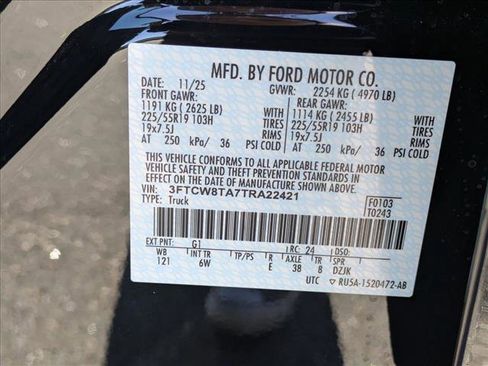 MFD. BY FORD MOTOR CO.
DATE: 11/25 GVWR: 2254 KG ( 4970 LB)
FRONT GAWR: REAR GAWR:
1191 KG ( 2625 LB) 1114 KG ( 2455 LB)
225/55R19 103H TIRES 225/55R19 103H TIRES
19x7.5J RIMS 19x7.5J RIMS
AT 250 kPa/ 36 PSI COLD AT 250 kPa/ 36 PSI COLD
THIS VEHICLE CONFORMS TO ALL APPLICABLE FEDERAL MOTOR
VEHICLE SAFETY AND THEFT PREVENTION STANDARDS IN EFFECT ON THE
DATE OF MANUFACTURE SHOWN ABOVE.
VIN: 3FTCW8TA7TRA22421 F0103
TYPE: Truck T0243
EXT PNT: G1 RC: 24 DSO:
WB INT TR TP/PS R AXLE TR SPR
121 6W E 38 8 DZJK
UTC RU5A-1520472-AB